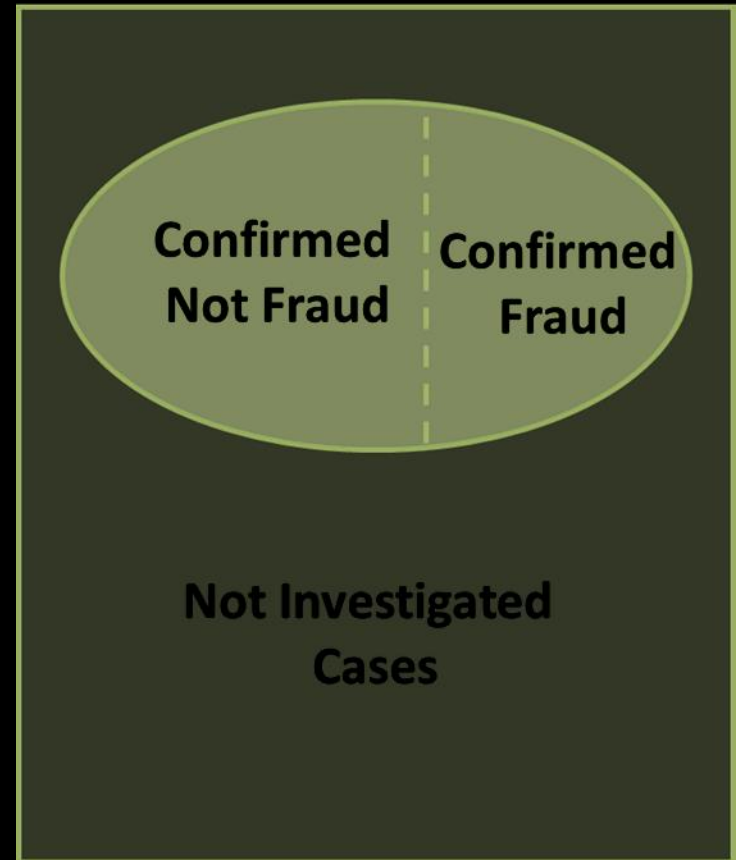 Confirmed
Not Fraud
Confirmed
Fraud
Not Investigated
Cases